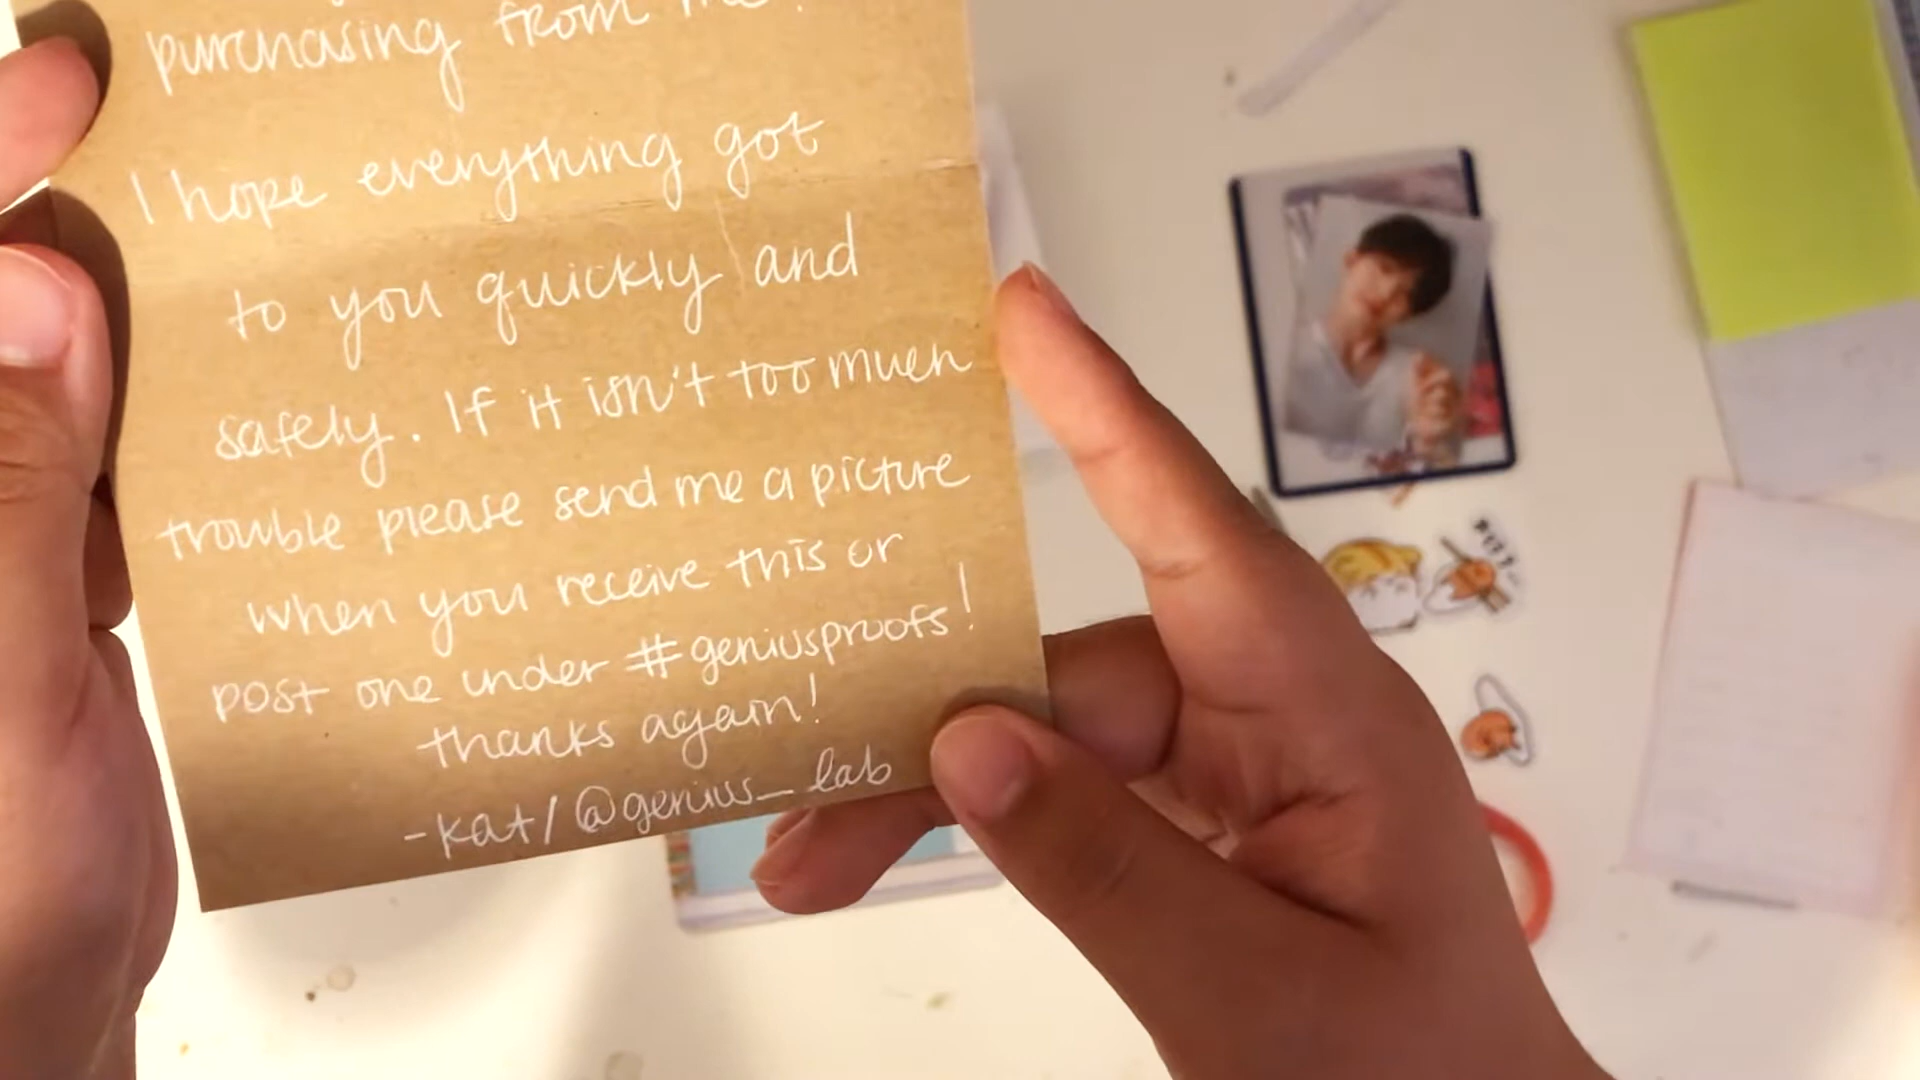 purchasing from me!
I hope everything got
to you quickly and
safely. If it isn't too much
trouble please send me a picture
when you receive this or
post one under #geniusproofs!
thanks again!
-kat/@genius_lab